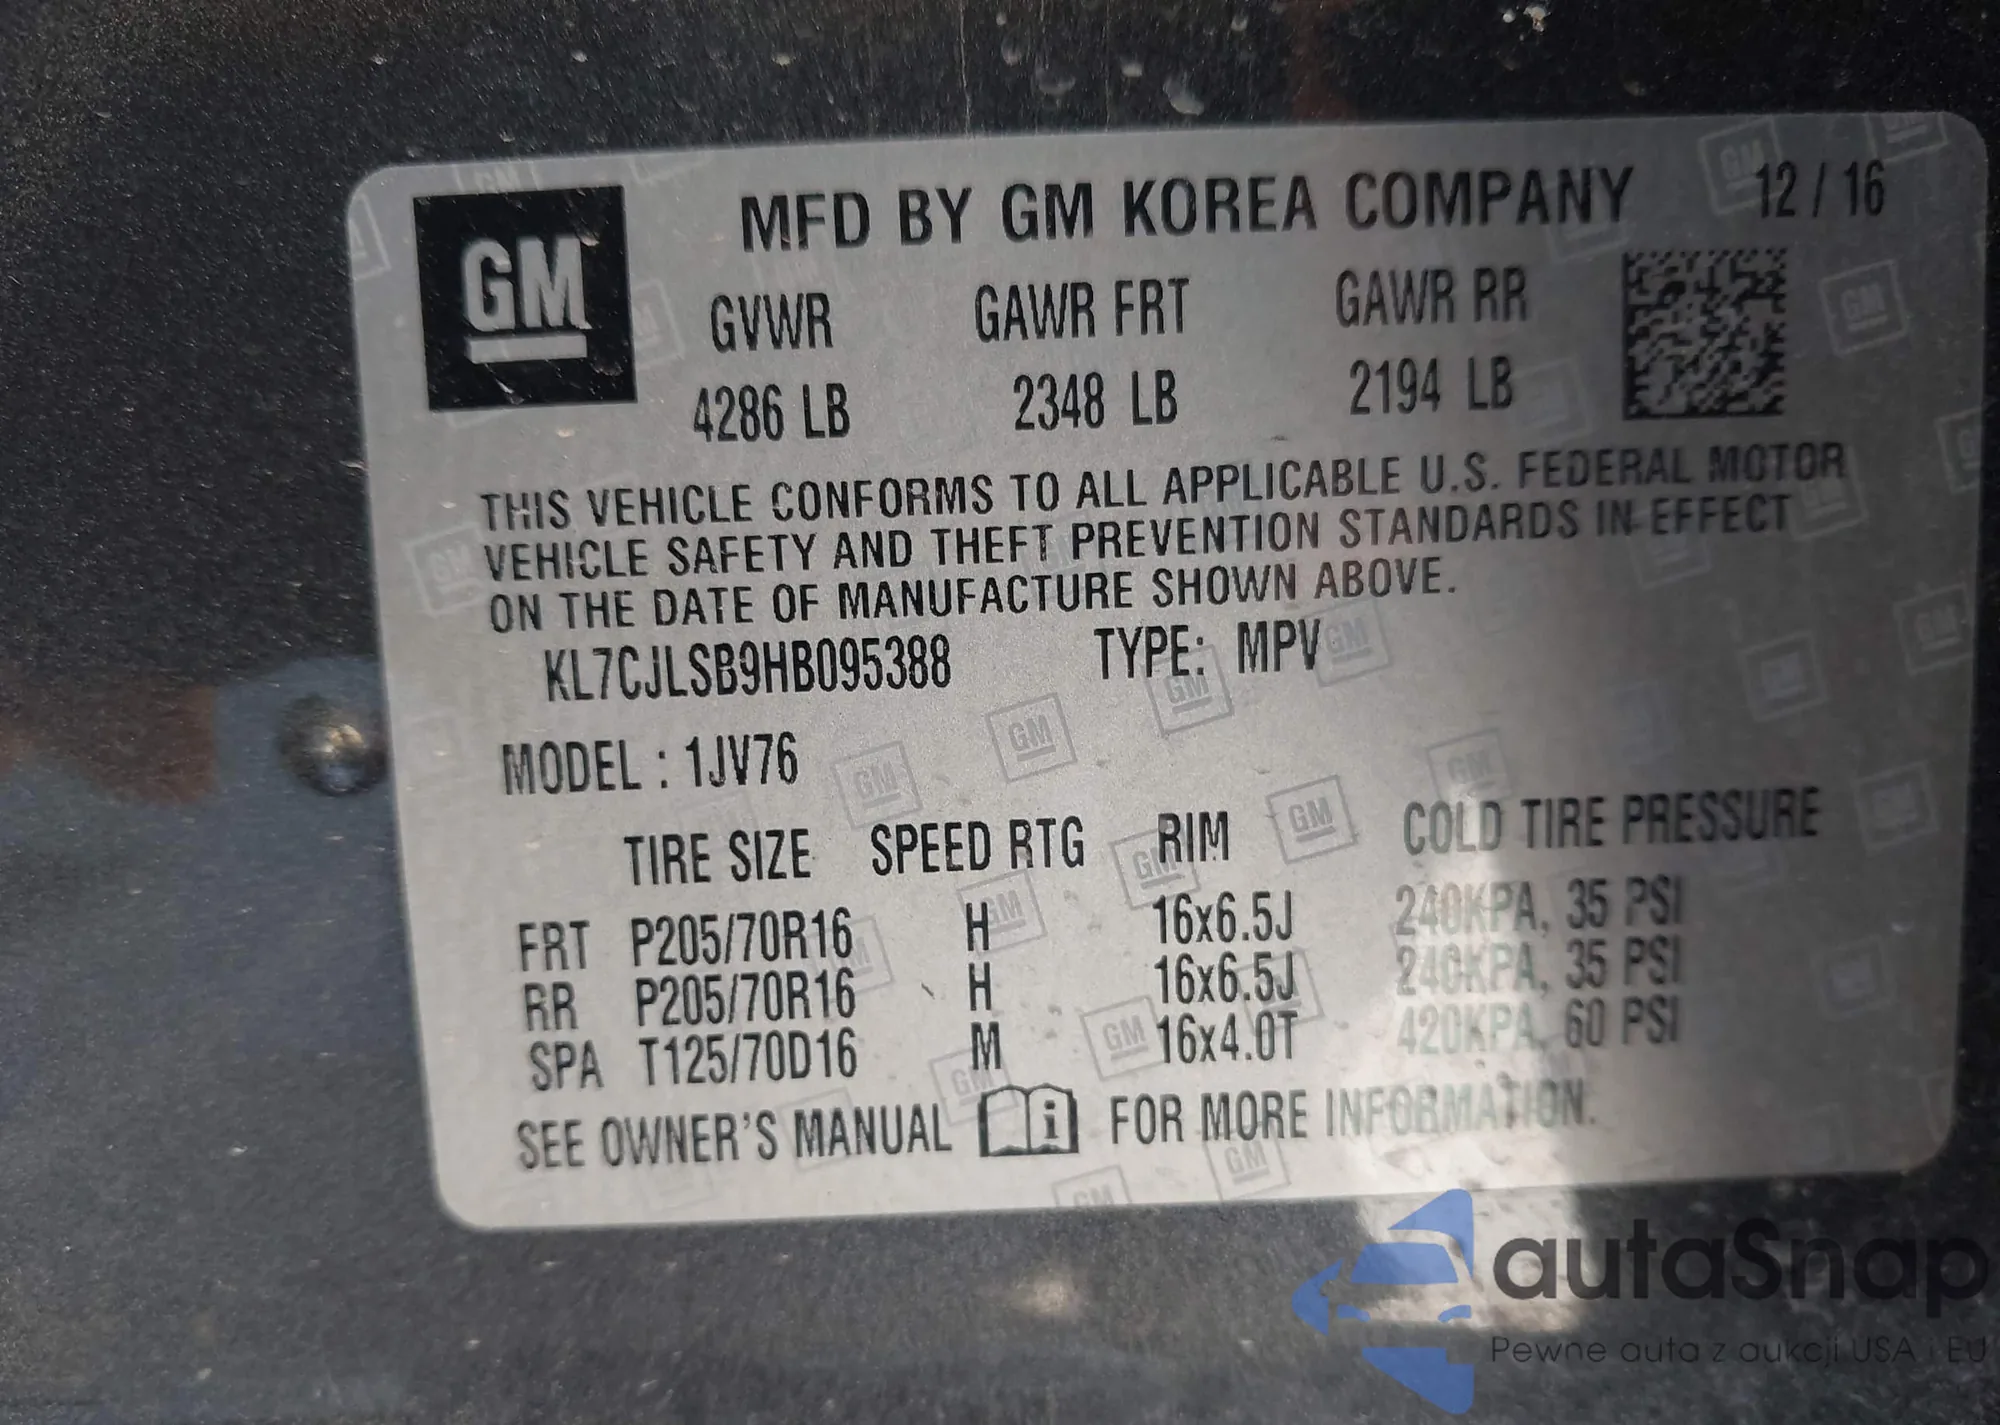 GM
MFD BY GM KOREA COMPANY 12 / 16
GVWR GAWR FRT GAWR RR
4286 LB 2348 LB 2194 LB
THIS VEHICLE CONFORMS TO ALL APPLICABLE U.S. FEDERAL MOTOR
VEHICLE SAFETY AND THEFT PREVENTION STANDARDS IN EFFECT
ON THE DATE OF MANUFACTURE SHOWN ABOVE.
KL7CJLSB9HB095388 TYPE: MPV
MODEL : 1JV76
TIRE SIZE SPEED RTG RIM COLD TIRE PRESSURE
FRT P205/70R16 H 16x6.5J 240KPA, 35 PSI
RR P205/70R16 H 16x6.5J 240KPA, 35 PSI
SPA T125/70D16 M 16x4.0T 420KPA, 60 PSI
SEE OWNER'S MANUAL i FOR MORE INFORMATION.
autaSnap
Pewne auta z aukcji USA i EU